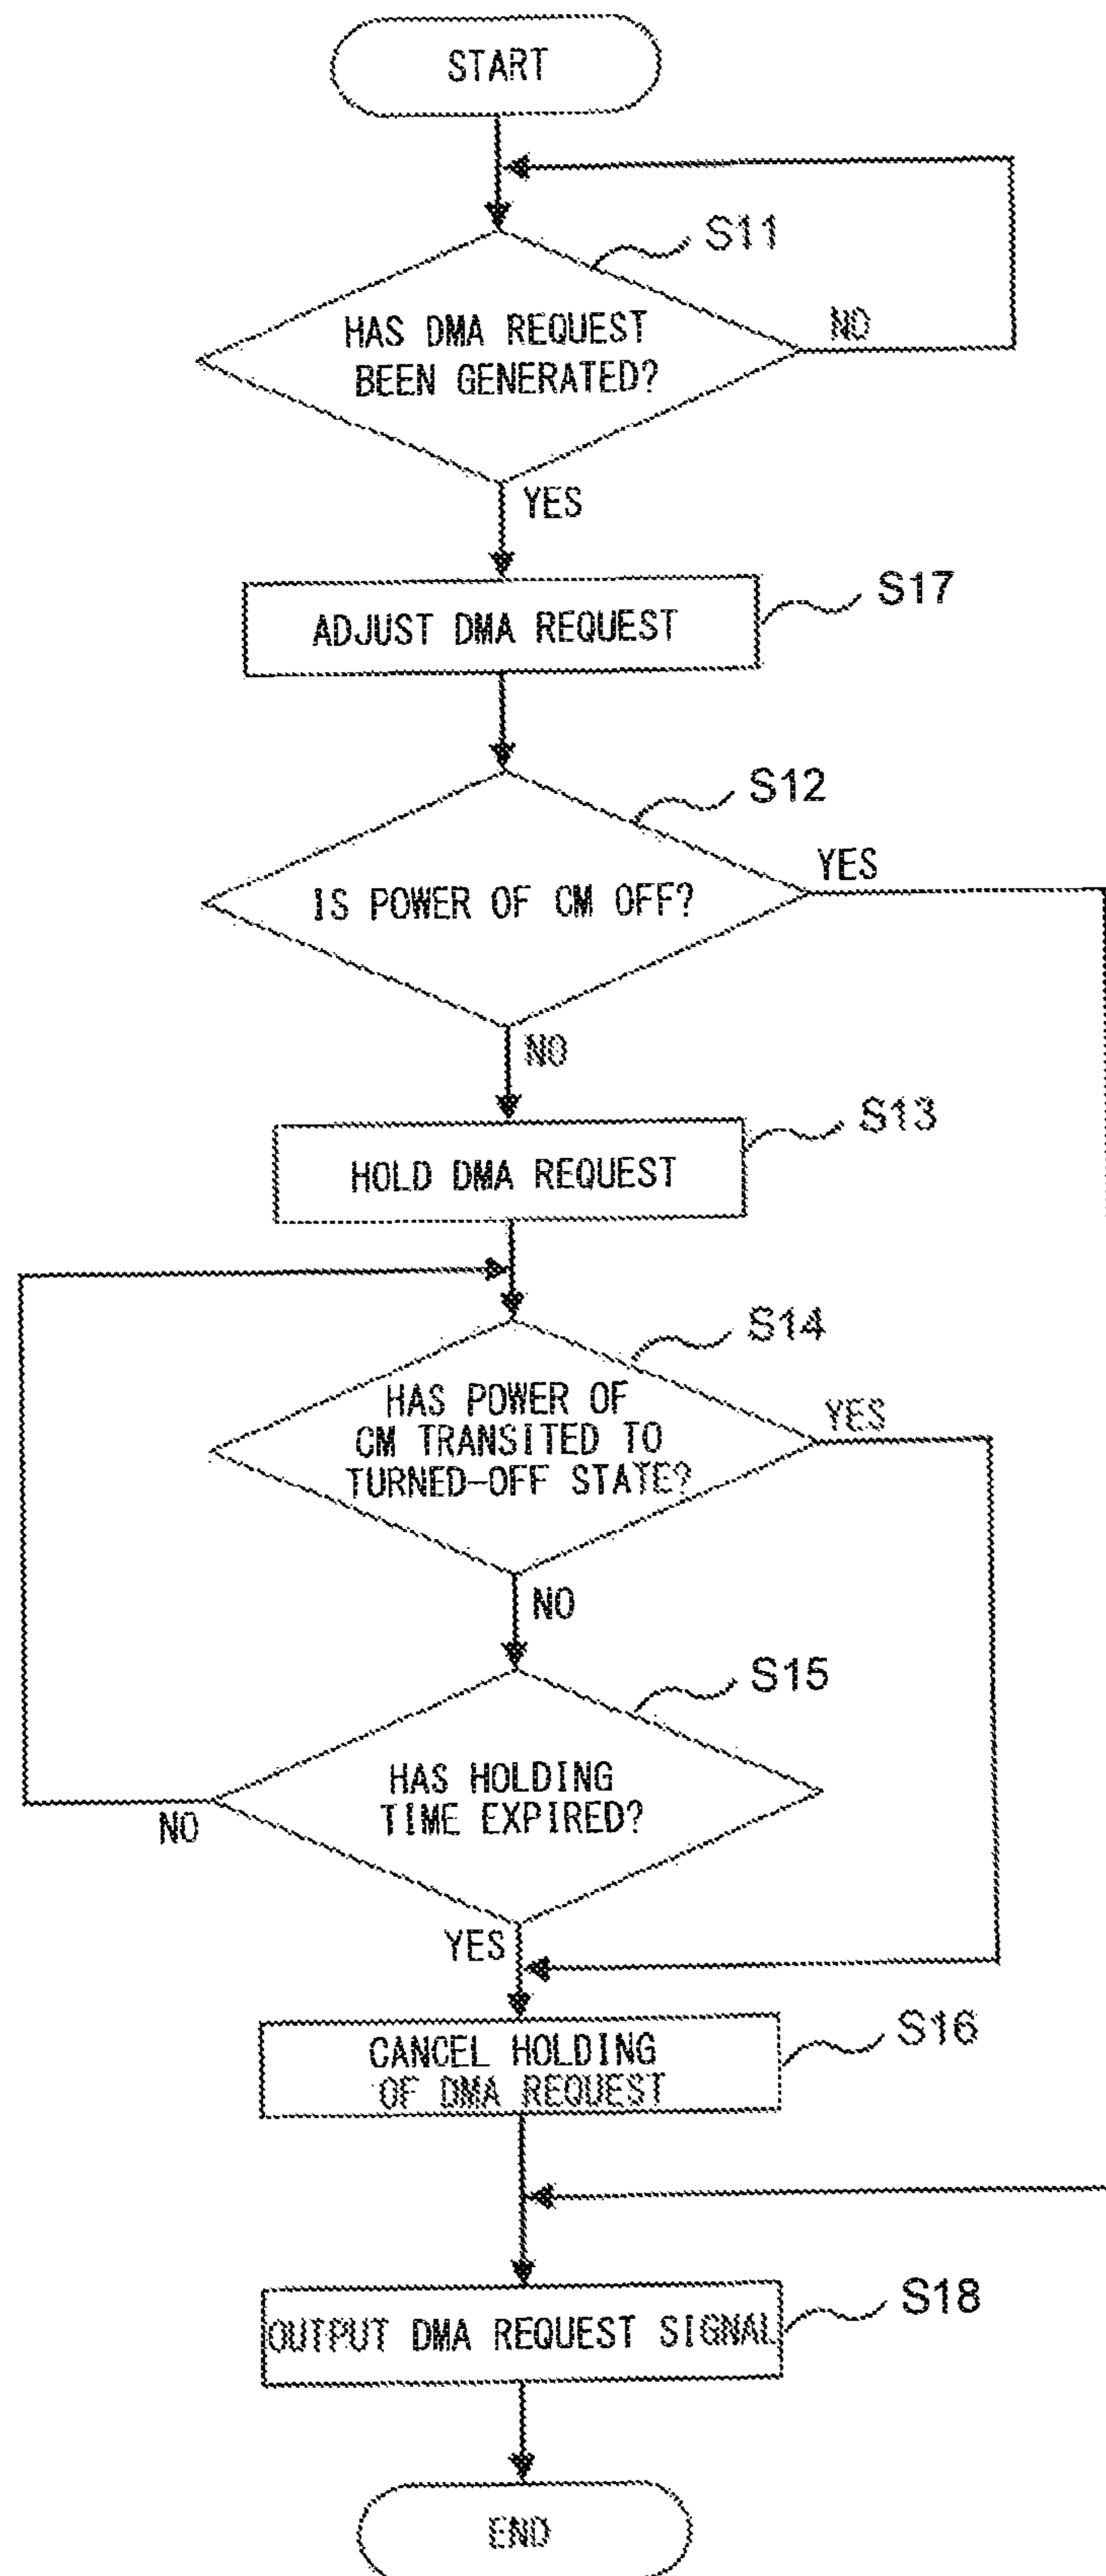 START
S11
HAS DMA REQUEST
BEEN GENERATED?
NO
YES
S17
ADJUST DMA REQUEST
S12
YES
IS POWER OF CM OFF?
NO
S13
HOLD DMA REQUEST
S14
HAS POWER OF
CM TRANSITED TO
TURNED-OFF STATE?
YES
NO
S15
HAS HOLDING
TIME EXPIRED?
NO
YES
S16
CANCEL HOLDING
OF DMA REQUEST
S18
OUTPUT DMA REQUEST SIGNAL
END